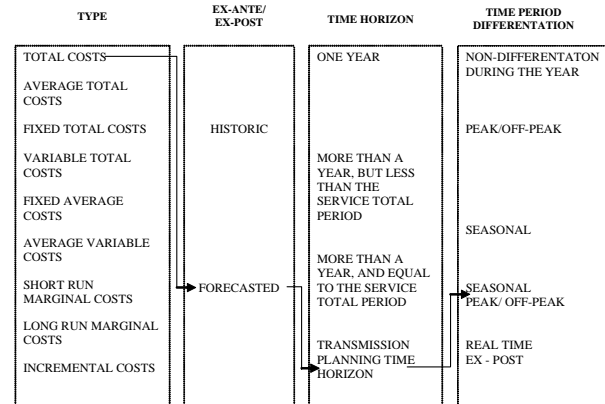 TYPE
EX-ANTE/
EX-POST
TIME HORIZON
TIME PERIOD
DIFFERENTATION
TOTAL COSTS
AVERAGE TOTAL
COSTS
FIXED TOTAL COSTS
VARIABLE TOTAL
COSTS
FIXED AVERAGE
COSTS
AVERAGE VARIABLE
COSTS
SHORT RUN
MARGINAL COSTS
LONG RUN MARGINAL
COSTS
INCREMENTAL COSTS
HISTORIC
FORECASTED
ONE YEAR
MORE THAN A
YEAR, BUT LESS
THAN THE
SERVICE TOTAL
PERIOD
MORE THAN A
YEAR, AND EQUAL
TO THE SERVICE
TOTAL PERIOD
TRANSMISSION
PLANNING TIME
HORIZON
NON-DIFFERENTATON
DURING THE YEAR
PEAK/OFF-PEAK
SEASONAL
SEASONAL
PEAK/ OFF-PEAK
REAL TIME
EX - POST